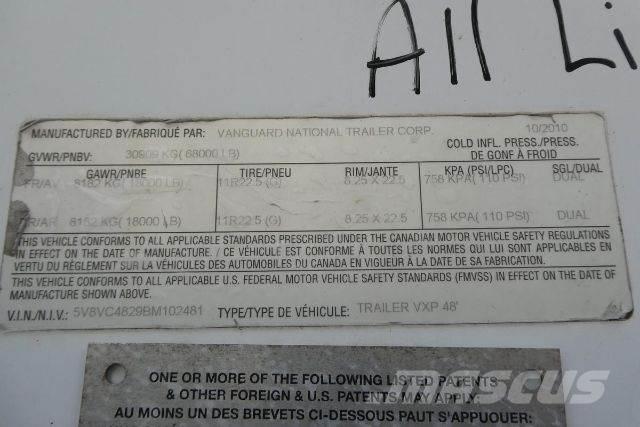 All Li
MANUFACTURED BY/FABRIQUÉ PAR: VANGUARD NATIONAL TRAILER CORP. 10/2010
GVWR/PNBV: 30909 KG( 68000 LB) COLD INFL. PRESS./PRESS. DE GONF À FROID
GAWR/PNBE TIRE/PNEU RIM/JANTE KPA (PSI/LPC) SGL/DUAL
FR/AV 8182 KG( 18000 LB) 11R22.5 (G) 8.25 X 22.5 758 KPA( 110 PSI) DUAL
RR/AR 8182 KG( 18000 LB) 11R22.5 (G) 8.25 X 22.5 758 KPA( 110 PSI) DUAL
THIS VEHICLE CONFORMS TO ALL APPLICABLE STANDARDS PRESCRIBED UNDER THE CANADIAN MOTOR VEHICLE SAFETY REGULATIONS
IN EFFECT ON THE DATE OF MANUFACTURE. / CE VÉHICULE EST CONFORME À TOUTES LES NORMES QUI LUI SONT APPLICABLES EN
VERTU DU RÈGLEMENT SUR LA SÉCURITÉ DES VÉHICULES AUTOMOBILES DU CANADA EN VIGUEUR À LA DATE DE SA FABRICATION.
THIS VEHICLE CONFORMS TO ALL APPLICABLE U.S. FEDERAL MOTOR VEHICLE SAFETY STANDARDS (FMVSS) IN EFFECT ON THE DATE OF
MANUFACTURE SHOWN ABOVE.
V.I.N./N.I.V.: 5V8VC4829BM102481 TYPE/TYPE DE VÉHICULE: TRAILER VXP 48'
ONE OR MORE OF THE FOLLOWING LISTED PATENTS
& OTHER FOREIGN & U.S. PATENTS MAY APPLY:
AU MOINS UN DES BREVETS CI-DESSOUS PAUT S'APPUOUER:
Mascus